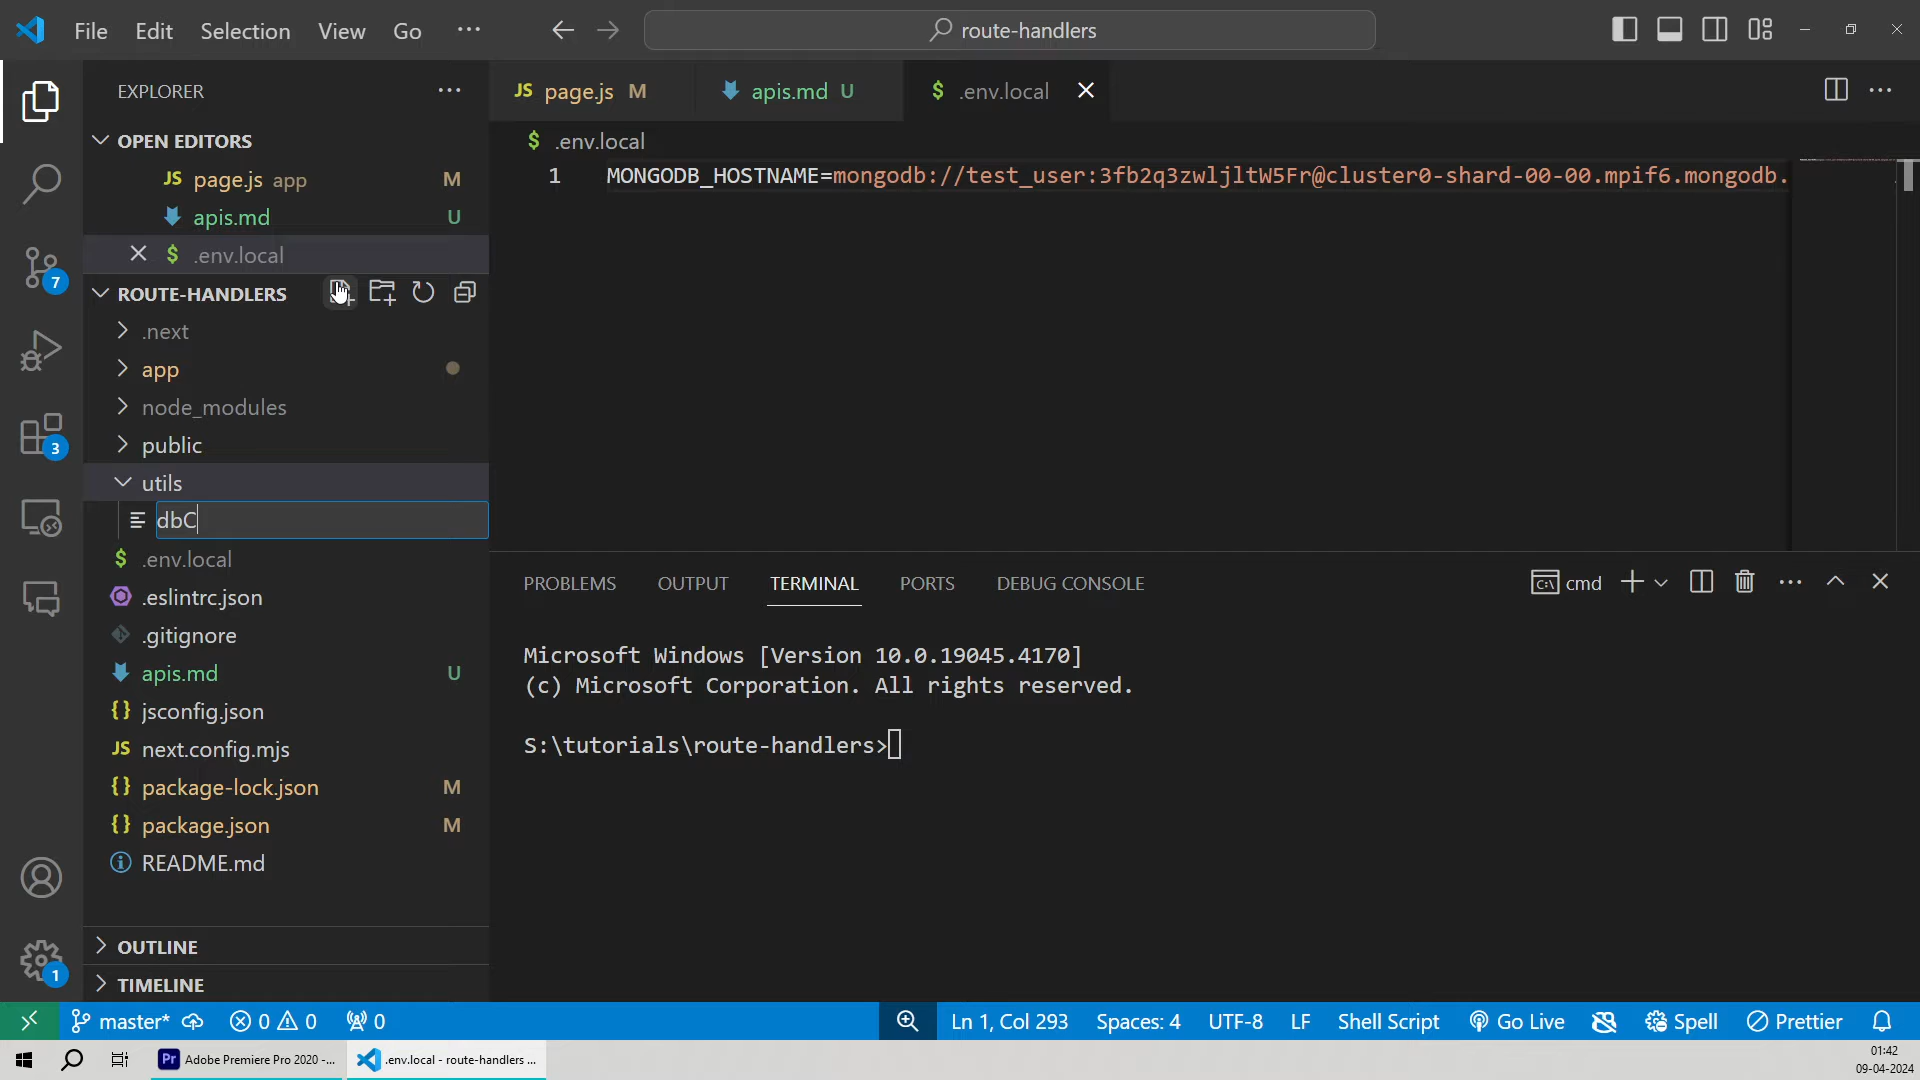 File Edit Selection View Go ··· route-handlers
EXPLORER ···
JS page.js M apis.md U $ .env.local ···
OPEN EDITORS
JS page.js app M
apis.md U
$ .env.local
ROUTE-HANDLERS
.next
app
node_modules
public
utils
dbC
$ .env.local
.eslintrc.json
.gitignore
apis.md U
{} jsconfig.json
JS next.config.mjs
{} package-lock.json M
{} package.json M
README.md
OUTLINE
TIMELINE
7
3
1
$ .env.local
1 MONGODB_HOSTNAME=mongodb://test_user:3fb2q3zwljltW5Fr@cluster0-shard-00-00.mpif6.mongodb.
PROBLEMS OUTPUT TERMINAL PORTS DEBUG CONSOLE cmd ···
Microsoft Windows [Version 10.0.19045.4170]
(c) Microsoft Corporation. All rights reserved.
S:\tutorials\route-handlers>
master* 0 0 0 Ln 1, Col 293 Spaces: 4 UTF-8 LF Shell Script Go Live Spell Prettier
Pr Adobe Premiere Pro 2020 -... .env.local - route-handlers ... 01:42
09-04-2024